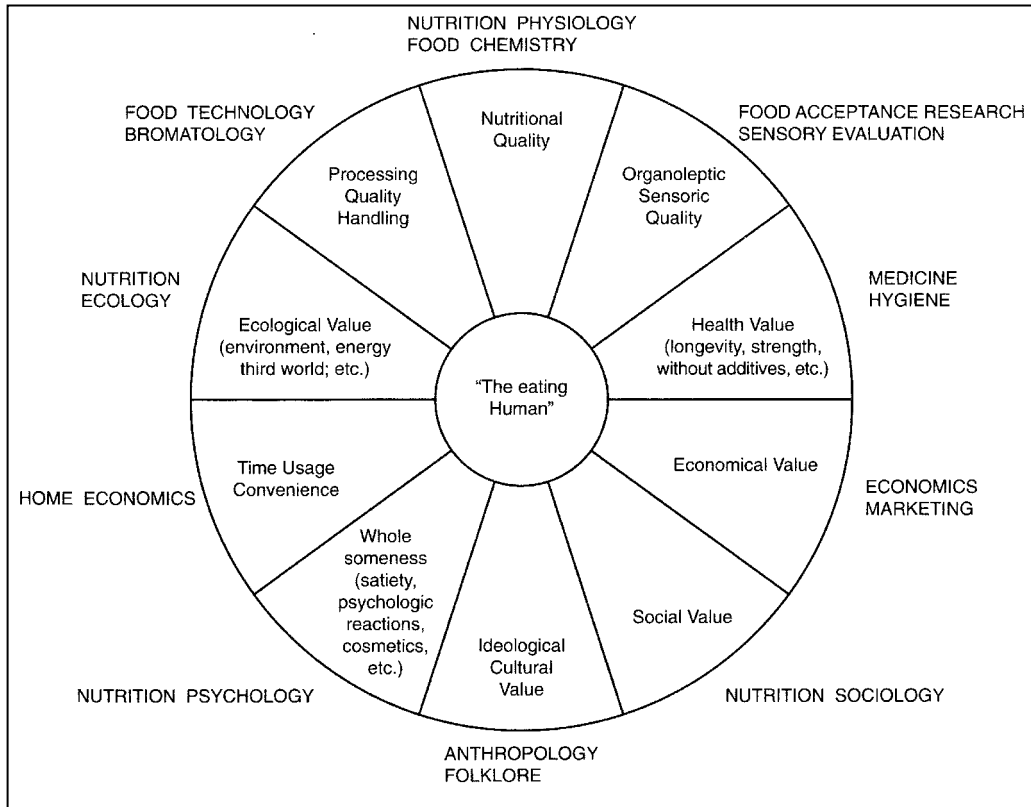 NUTRITION PHYSIOLOGY
FOOD CHEMISTRY
FOOD TECHNOLOGY
BROMATOLOGY
FOOD ACCEPTANCE RESEARCH
SENSORY EVALUATION
Nutritional
Quality
Processing
Quality
Handling
Organoleptic
Sensoric
Quality
NUTRITION
ECOLOGY
MEDICINE
HYGIENE
Ecological Value
(environment, energy
third world; etc.)
Health Value
(longevity, strength,
without additives, etc.)
“The eating
Human”
Time Usage
Convenience
Economical Value
HOME ECONOMICS
ECONOMICS
MARKETING
Whole
someness
(satiety,
psychologic
reactions,
cosmetics,
etc.)
Ideological
Cultural
Value
Social Value
NUTRITION PSYCHOLOGY
NUTRITION SOCIOLOGY
ANTHROPOLOGY
FOLKLORE